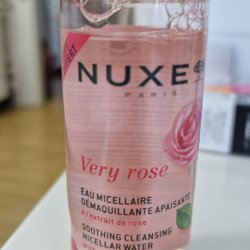 NUXE
PARIS
Very rose
EAU MICELLAIRE
DÉMAQUILLANTE APAISANTE
À l'extrait de rose
SOOTHING CLEANSING
MICELLAR WATER